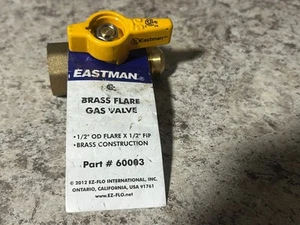 Eastman
EASTMAN
BRASS FLARE
GAS VALVE
• 1/2" OD FLARE X 1/2" FIP
• BRASS CONSTRUCTION
Part # 60003
© 2012 EZ-FLO INTERNATIONAL, INC.
ONTARIO, CALIFORNIA, USA 91761
www.EZ-FLO.net